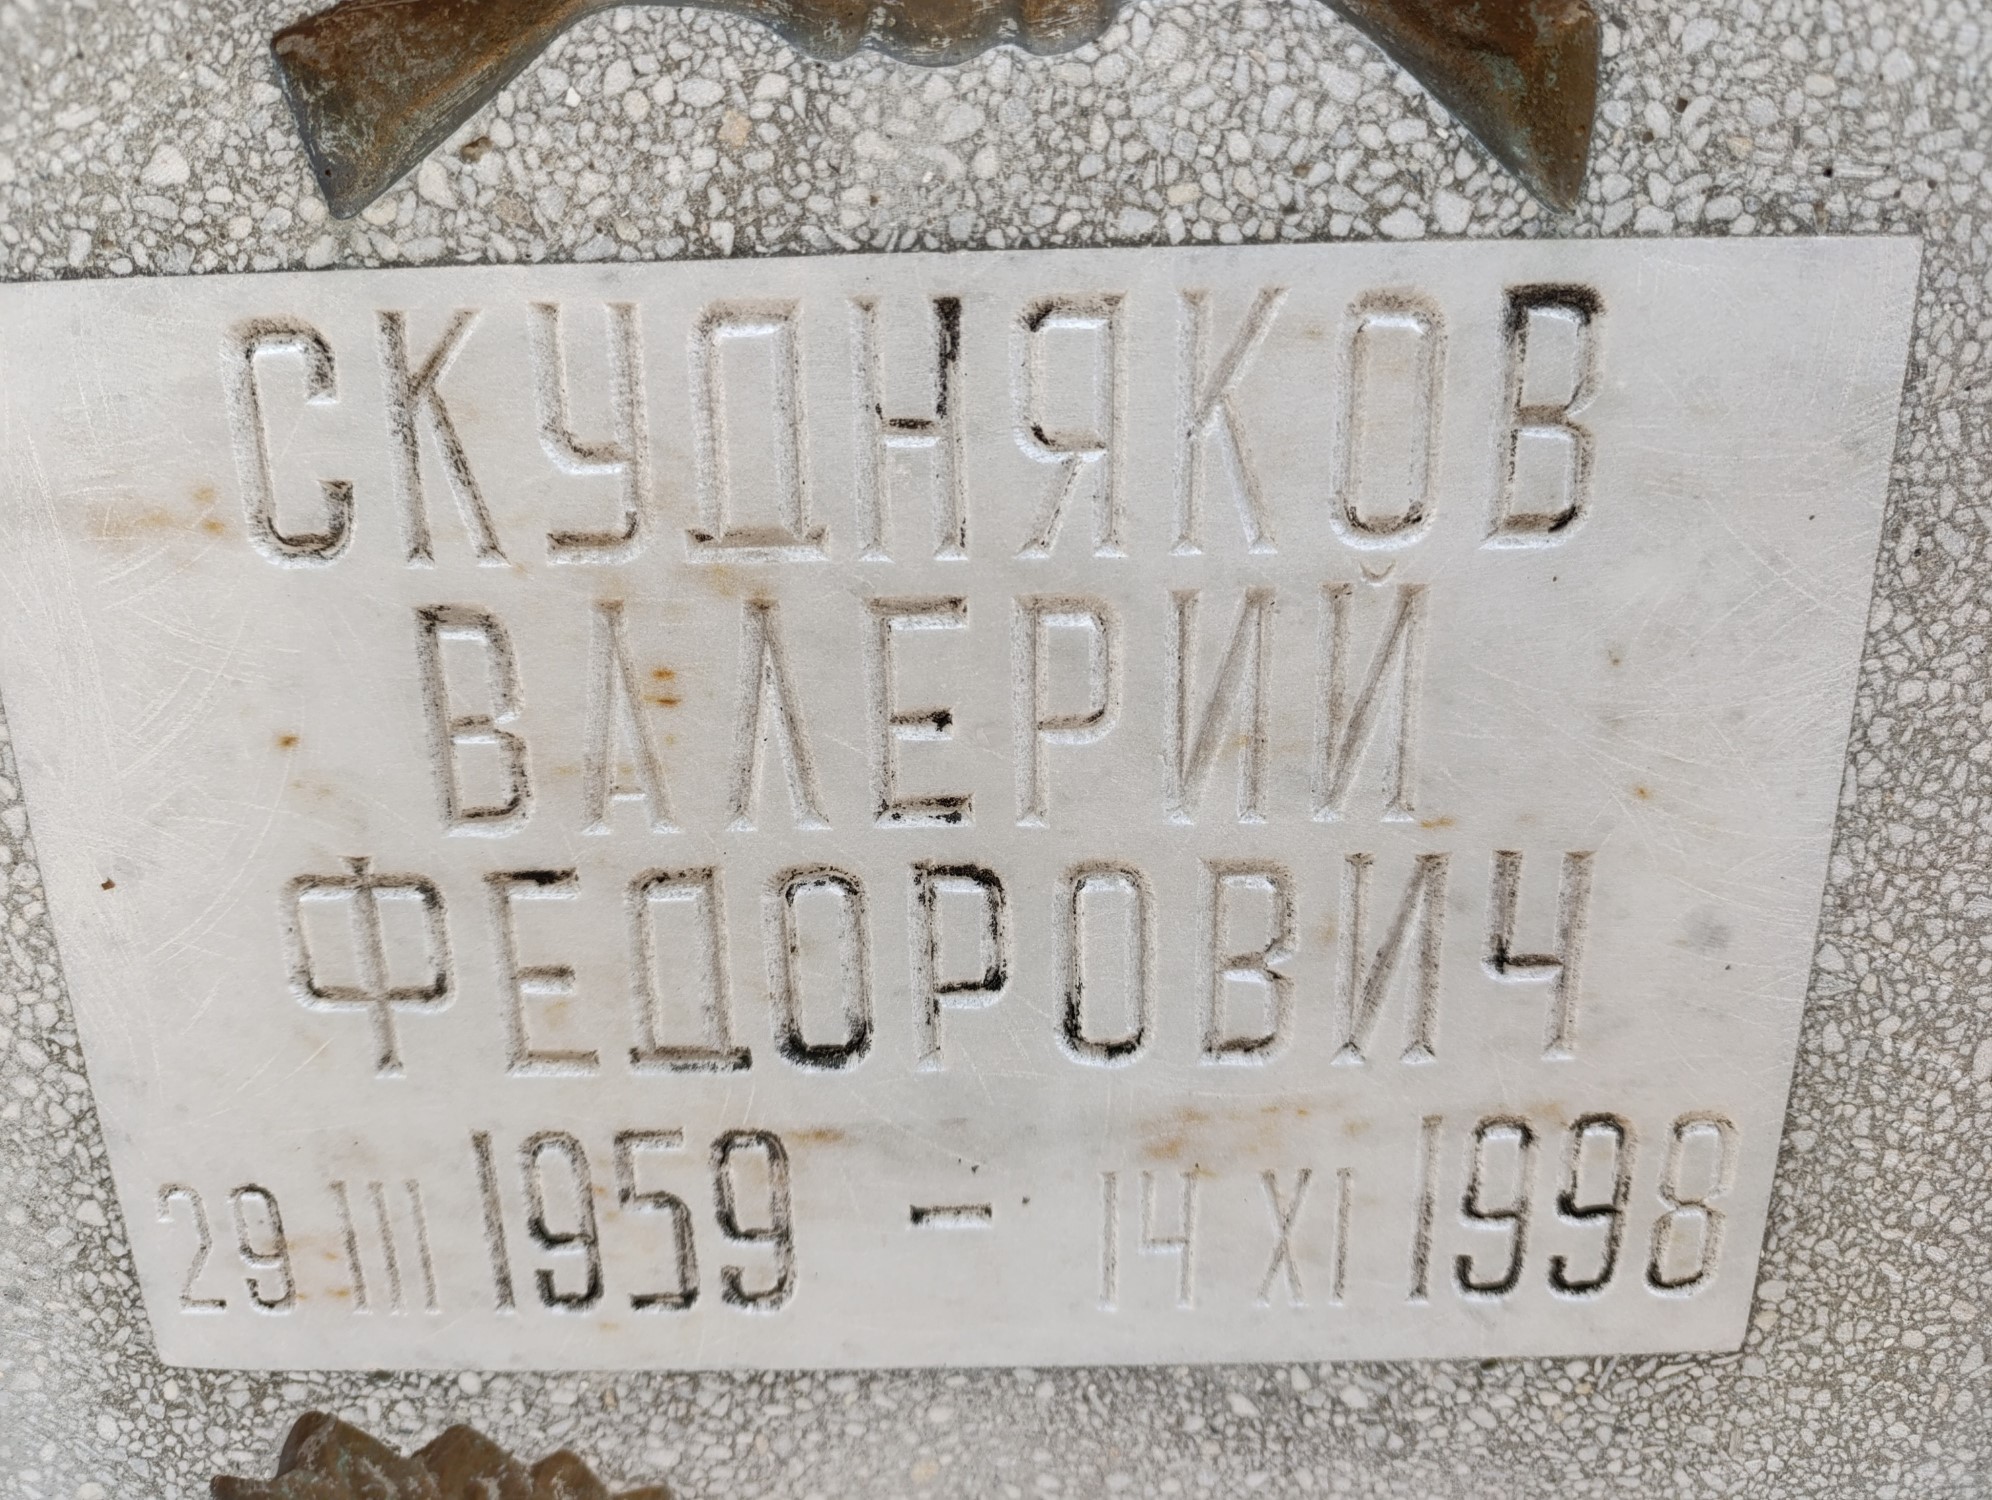 СКУДНЯКОВ
ВАЛЕРИЙ
ФЕДОРОВИЧ
29 III 1959 - 14 XI 1998